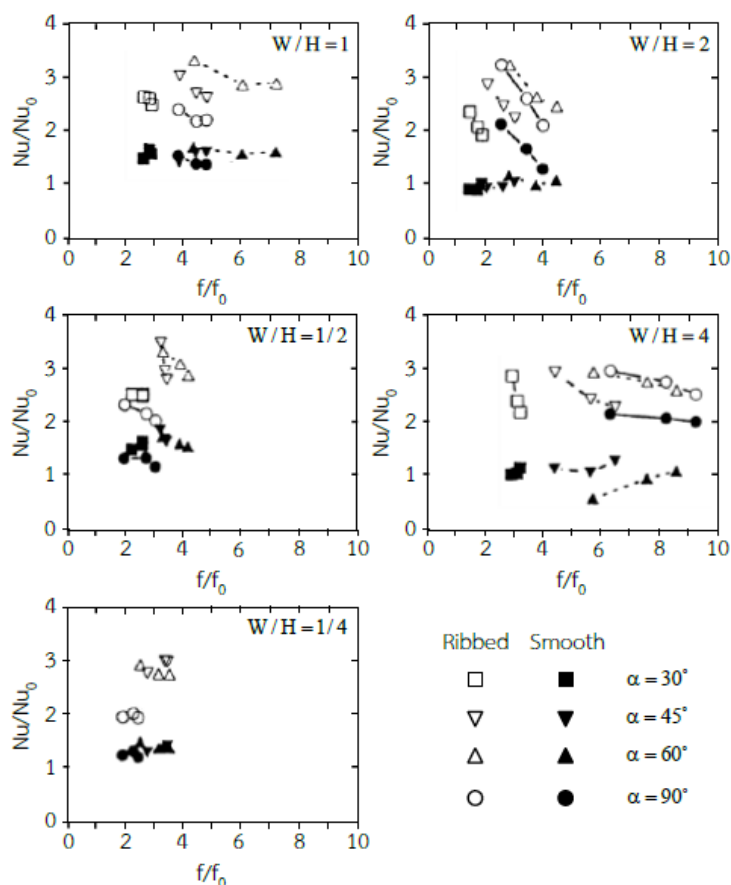 W/H=1
Nu/Nu0
4
3
2
1
0
0 2 4 6 8 10
f/f0
W/H=2
Nu/Nu0
4
3
2
1
0
0 2 4 6 8 10
f/f0
W/H=1/2
Nu/Nu0
4
3
2
1
0
0 2 4 6 8 10
f/f0
W/H=4
Nu/Nu0
4
3
2
1
0
0 2 4 6 8 10
f/f0
W/H=1/4
Nu/Nu0
4
3
2
1
0
0 2 4 6 8 10
f/f0
Ribbed Smooth
α = 30°
α = 45°
α = 60°
α = 90°